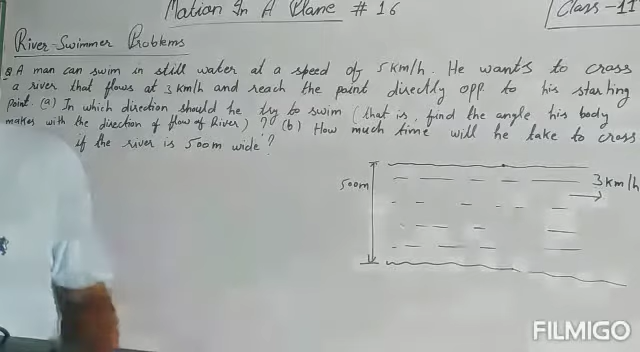 Motion In A Plane # 16
Class-11
River-Swimmer Problems
Q A man can swim in still water at a speed of 5 km/h. He wants to cross
a river that flows at 3 km/h and reach the point directly opp to his starting
point. (a) In which direction should he try to swim (that is, find the angle his body
makes with the direction of flow of River)? (b) How much time will he take to cross
if the river is 500m wide?
500m
3 km/h
FILMIGO